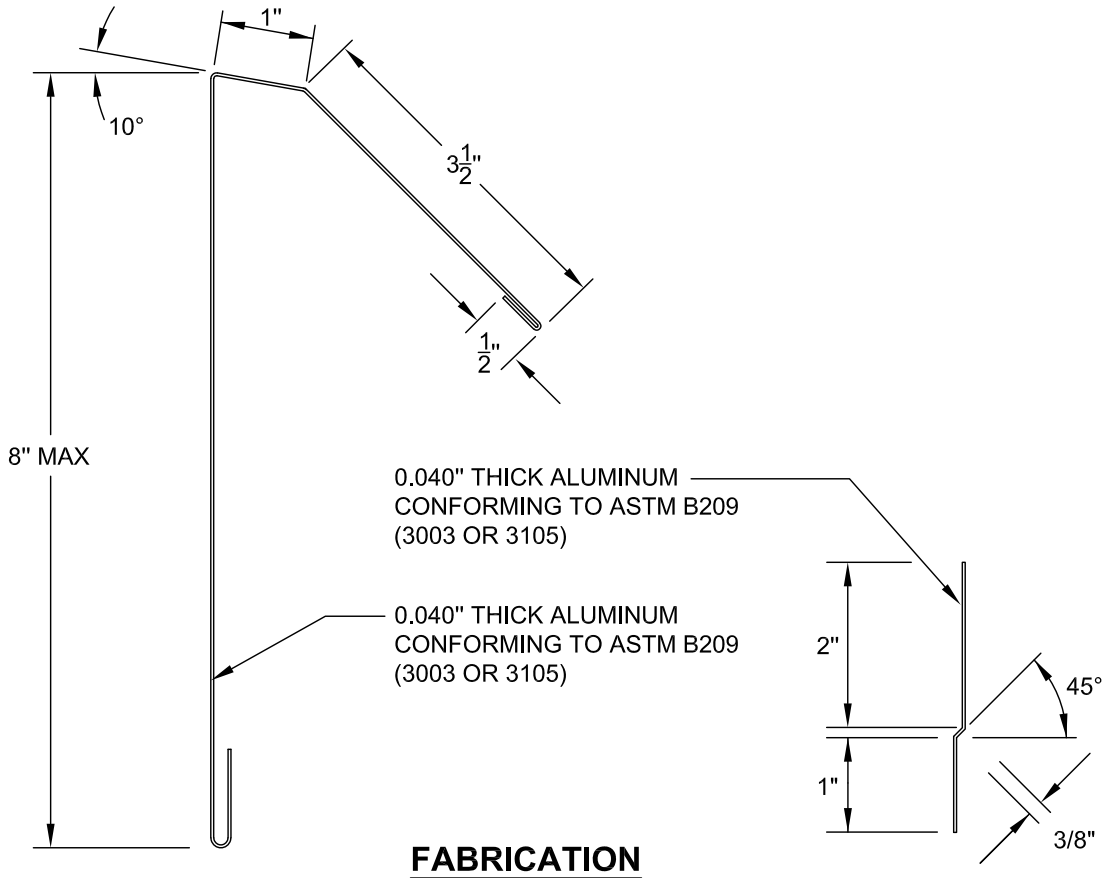 1"
10°
3 1/2"
1/2"
8" MAX
0.040" THICK ALUMINUM
CONFORMING TO ASTM B209
(3003 OR 3105)
0.040" THICK ALUMINUM
CONFORMING TO ASTM B209
(3003 OR 3105)
2"
45°
1"
3/8"
FABRICATION